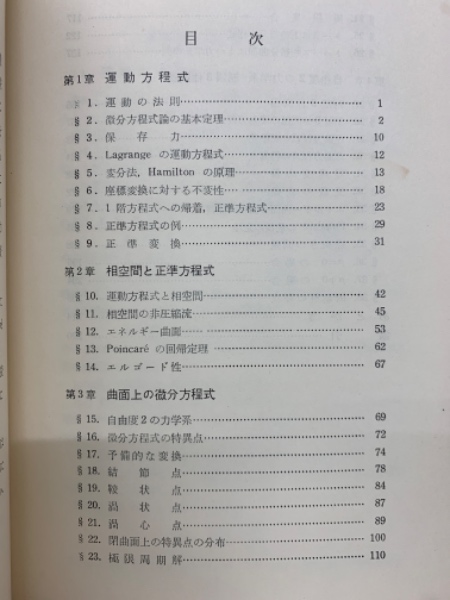 目 次
第1章 運動方程式
§ 1. 運動の法則 1
§ 2. 微分方程式論の基本定理 2
§ 3. 保存力 10
§ 4. Lagrange の運動方程式 12
§ 5. 変分法, Hamilton の原理 13
§ 6. 座標変換に対する不変性 18
§ 7. 1階方程式への帰着, 正準方程式 23
§ 8. 正準方程式の例 29
§ 9. 正準変換 31
第2章 相空間と正準方程式
§ 10. 運動方程式と相空間 42
§ 11. 相空間の非圧縮流 45
§ 12. エネルギー曲面 53
§ 13. Poincaré の回帰定理 62
§ 14. エルゴード性 67
第3章 曲面上の微分方程式
§ 15. 自由度2の力学系 69
§ 16. 微分方程式の特異点 72
§ 17. 予備的な変換 74
§ 18. 結節点 78
§ 19. 鞍状点 84
§ 20. 渦状点 87
§ 21. 渦心点 89
§ 22. 閉曲面上の特異点の分布 100
§ 23. 極限周期解 110